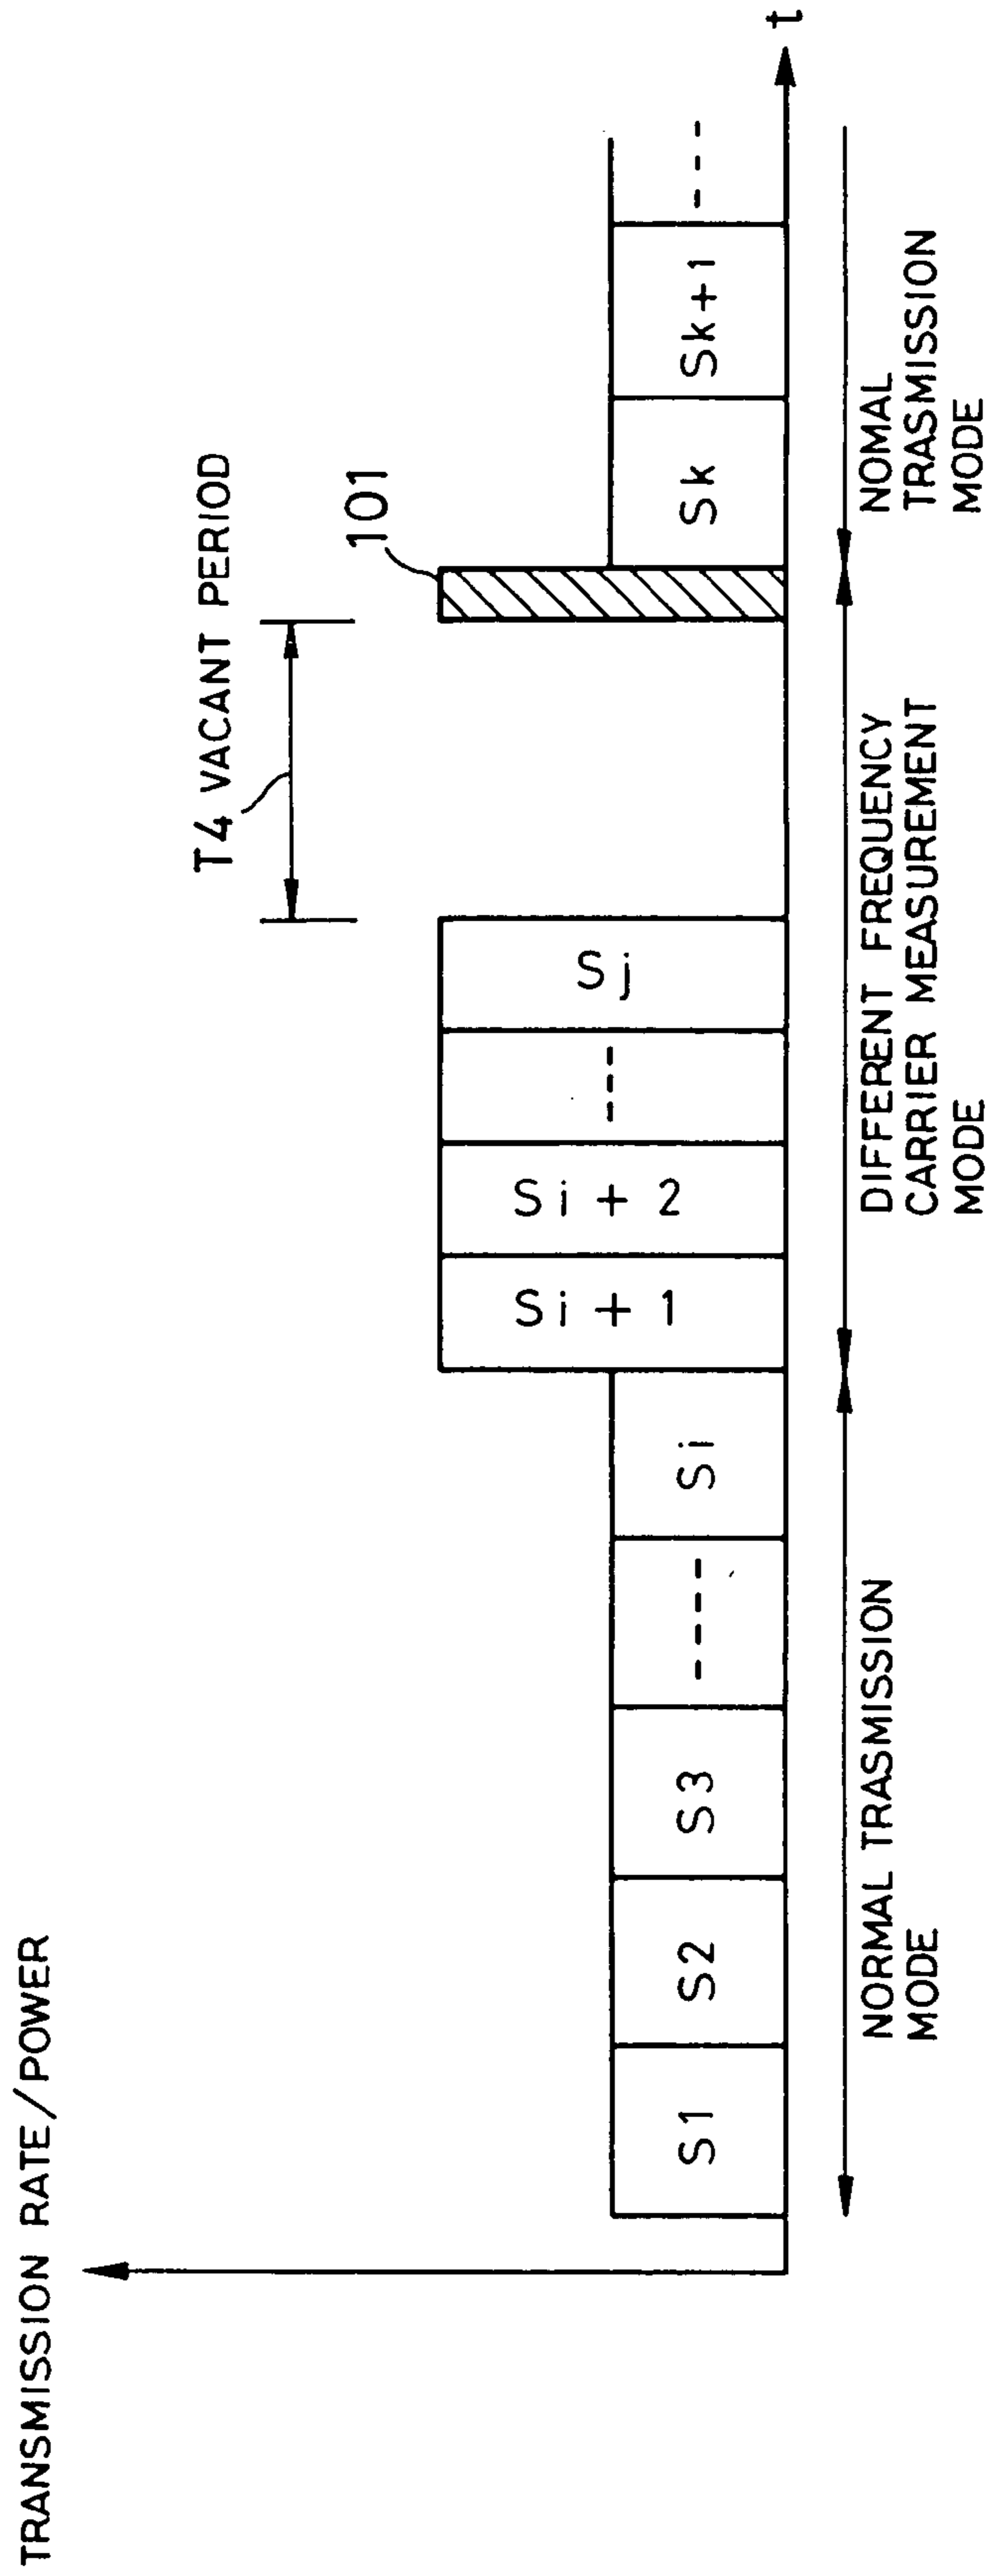 TRANSMISSION RATE/POWER
T4 VACANT PERIOD
101
S1
S2
S3
----
Si
Si + 1
Si + 2
---
Sj
Sk
Sk+1
---
t
NORMAL TRASMISSION
MODE
DIFFERENT FREQUENCY
CARRIER MEASUREMENT
MODE
NOMAL
TRASMISSION
MODE